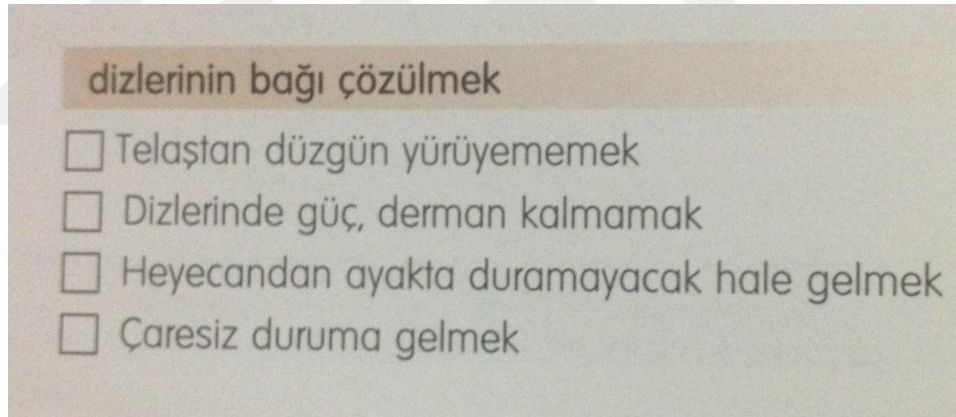 dizlerinin bağı çözülmek
Telaştan düzgün yürüyememek
Dizlerinde güç, derman kalmamak
Heyecandan ayakta duramayacak hale gelmek
Çaresiz duruma gelmek